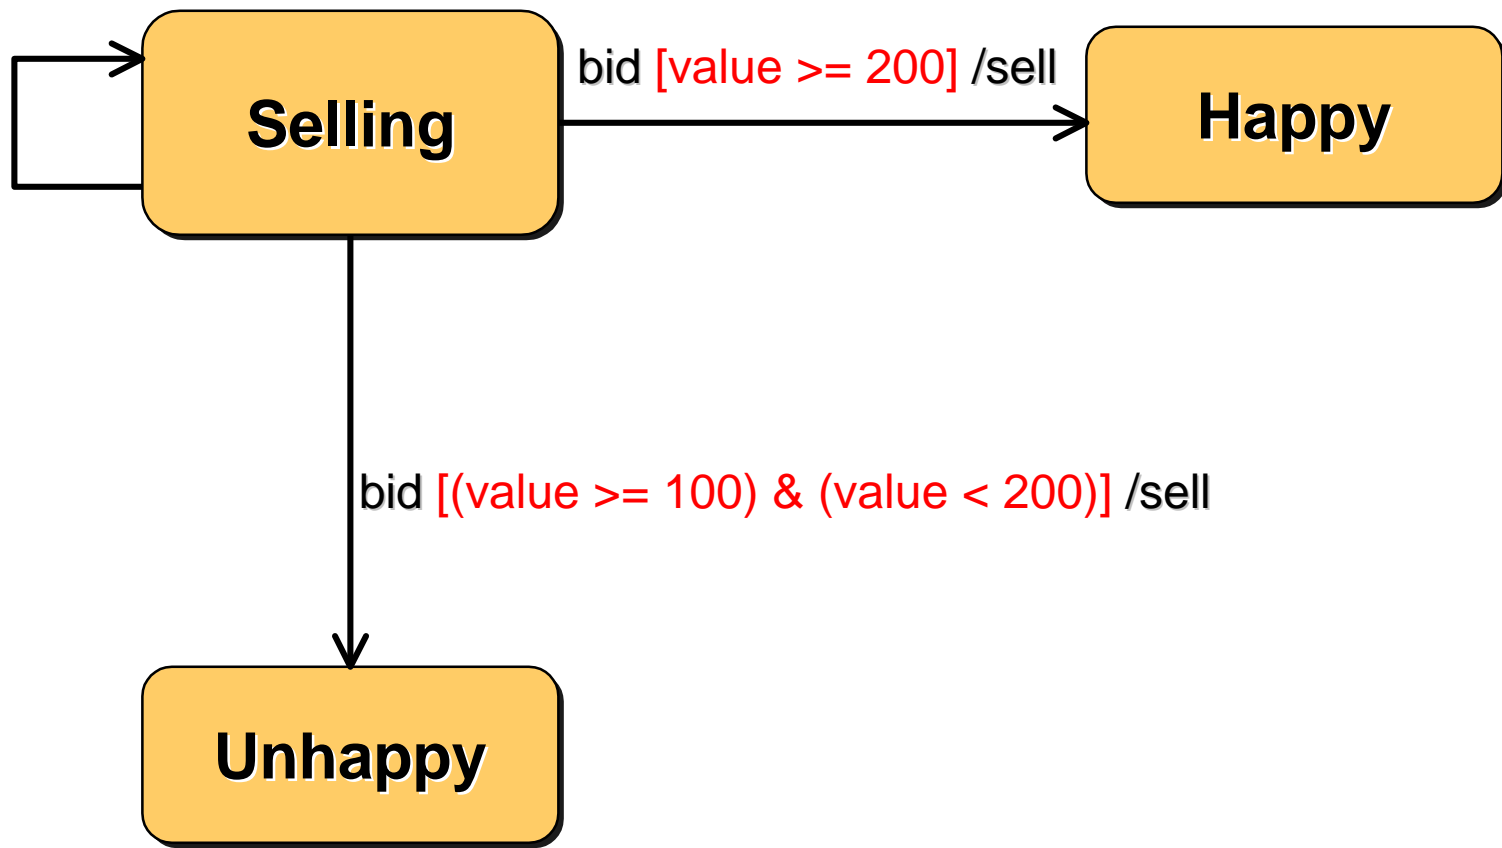 bid [value >= 200] /sell
Selling
Happy
bid [(value >= 100) & (value < 200)] /sell
Unhappy